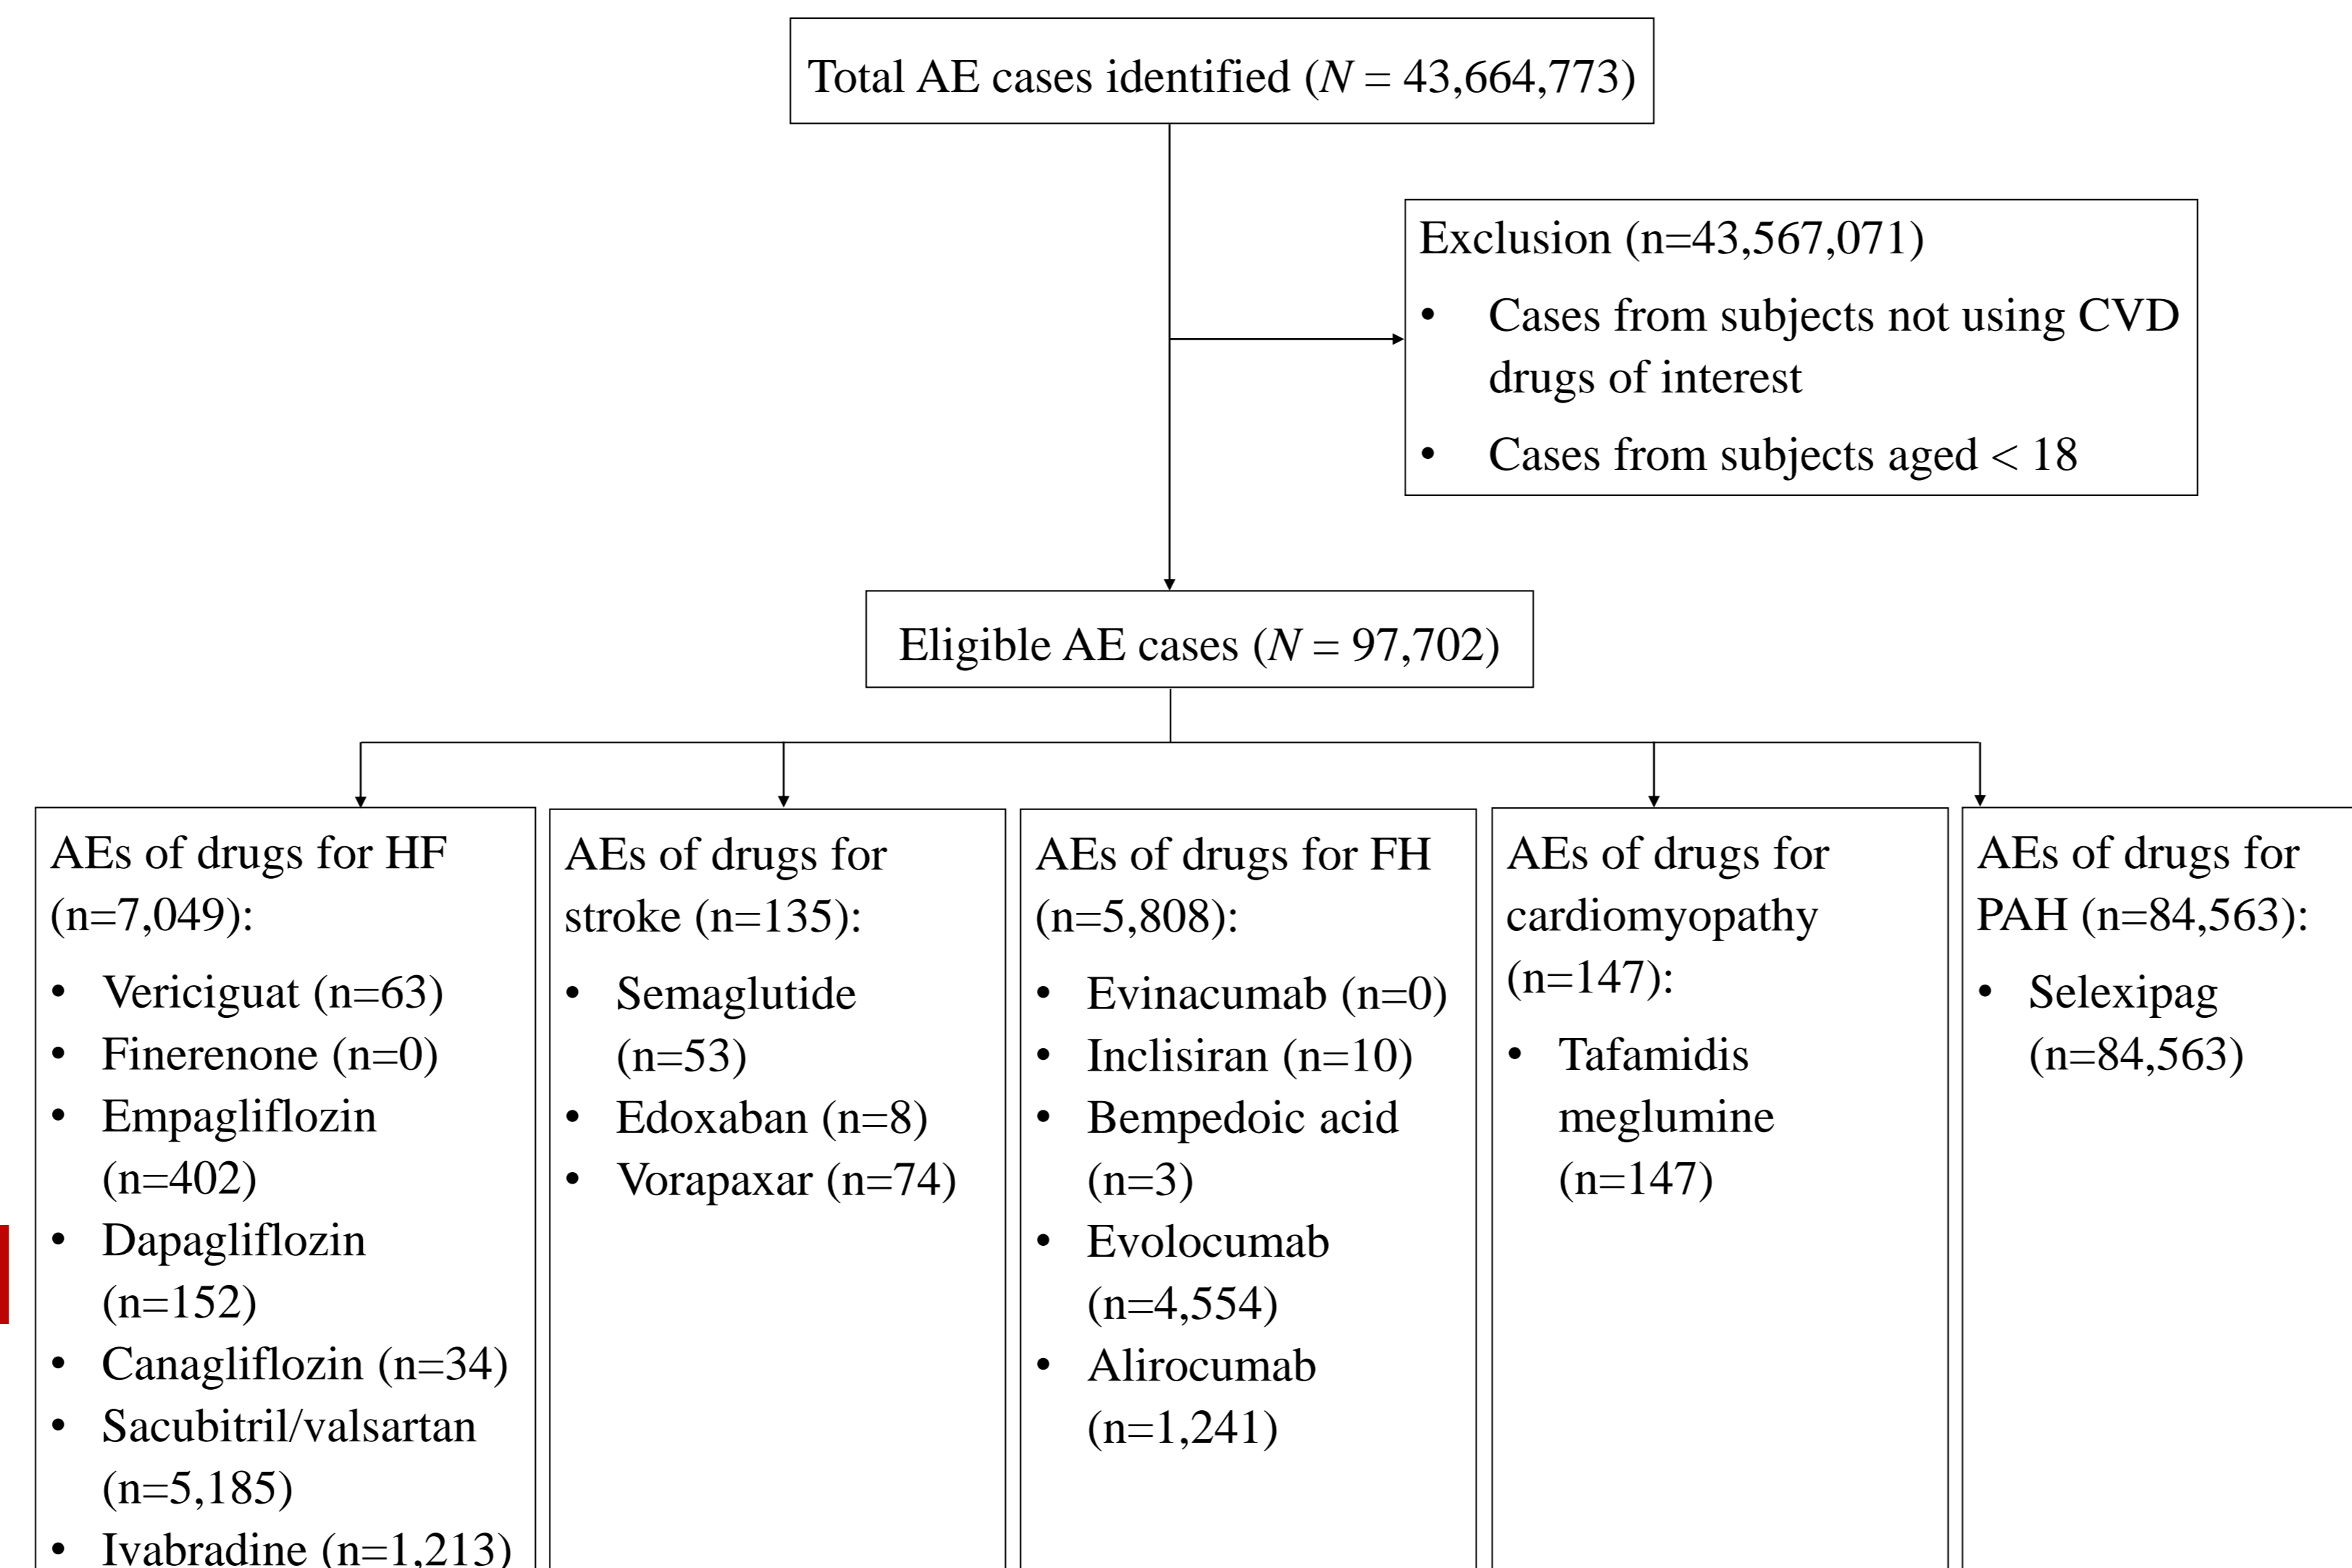 Total AE cases identified (N = 43,664,773)
Exclusion (n=43,567,071)
• Cases from subjects not using CVD
drugs of interest
• Cases from subjects aged < 18
Eligible AE cases (N = 97,702)
AEs of drugs for HF
(n=7,049):
• Vericiguat (n=63)
• Finerenone (n=0)
• Empagliflozin
(n=402)
• Dapagliflozin
(n=152)
• Canagliflozin (n=34)
• Sacubitril/valsartan
(n=5,185)
• Ivabradine (n=1,213)
AEs of drugs for
stroke (n=135):
• Semaglutide
(n=53)
• Edoxaban (n=8)
• Vorapaxar (n=74)
AEs of drugs for FH
(n=5,808):
• Evinacumab (n=0)
• Inclisiran (n=10)
• Bempedoic acid
(n=3)
• Evolocumab
(n=4,554)
• Alirocumab
(n=1,241)
AEs of drugs for
cardiomyopathy
(n=147):
• Tafamidis
meglumine
(n=147)
AEs of drugs for
PAH (n=84,563):
• Selexipag
(n=84,563)